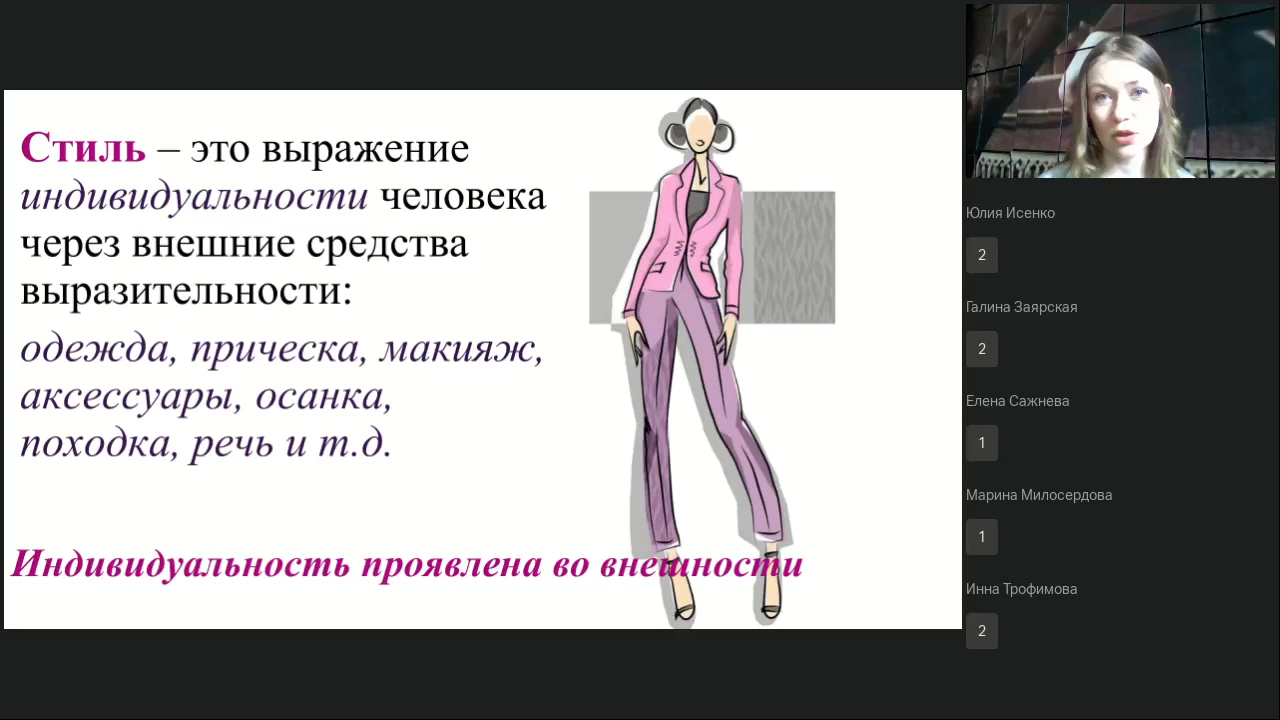 Стиль – это выражение
индивидуальности человека
через внешние средства
выразительности:
одежда, прическа, макияж,
аксессуары, осанка,
походка, речь и т.д.
Индивидуальность проявлена во внешности
Юлия Исенко
2
Галина Заярская
2
Елена Сажнева
1
Марина Милосердова
1
Инна Трофимова
2